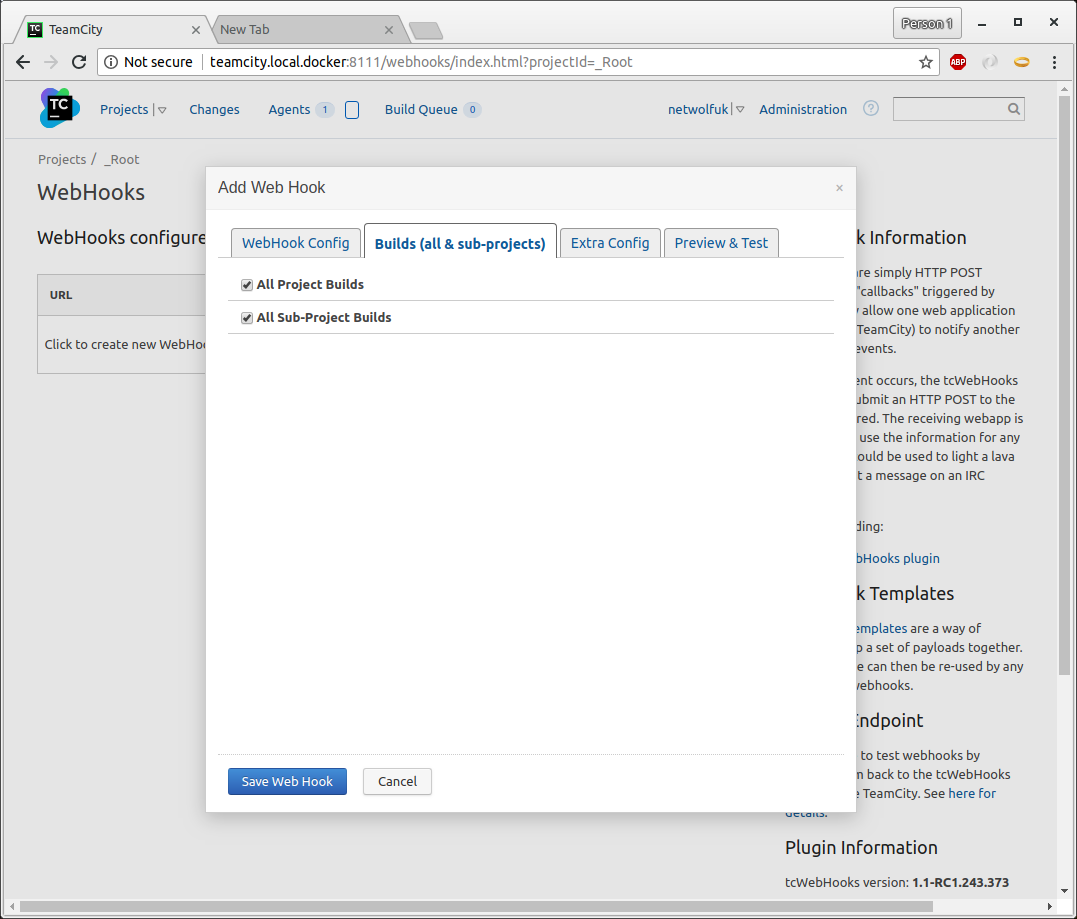 TeamCity
New Tab
Person 1
Not secure
teamcity.local.docker:8111/webhooks/index.html?projectId=_Root
ABP
TC
Projects
Changes
Agents 1
Build Queue 0
netwolfuk
Administration
?
Projects / _Root
WebHooks
WebHooks configure
URL
Click to create new WebHoo
Add Web Hook
×
WebHook Config
Builds (all & sub-projects)
Extra Config
Preview & Test
All Project Builds
All Sub-Project Builds
Save Web Hook
Cancel
k Information
re simply HTTP POST
"callbacks" triggered by
y allow one web application
TeamCity) to notify another
events.
ent occurs, the tcWebHooks
ubmit an HTTP POST to the
red. The receiving webapp is
use the information for any
ould be used to light a lava
t a message on an IRC
ding:
bHooks plugin
k Templates
emplates are a way of
p a set of payloads together.
e can then be re-used by any
webhooks.
Endpoint
to test webhooks by
m back to the tcWebHooks
e TeamCity. See here for
details.
Plugin Information
tcWebHooks version: 1.1-RC1.243.373